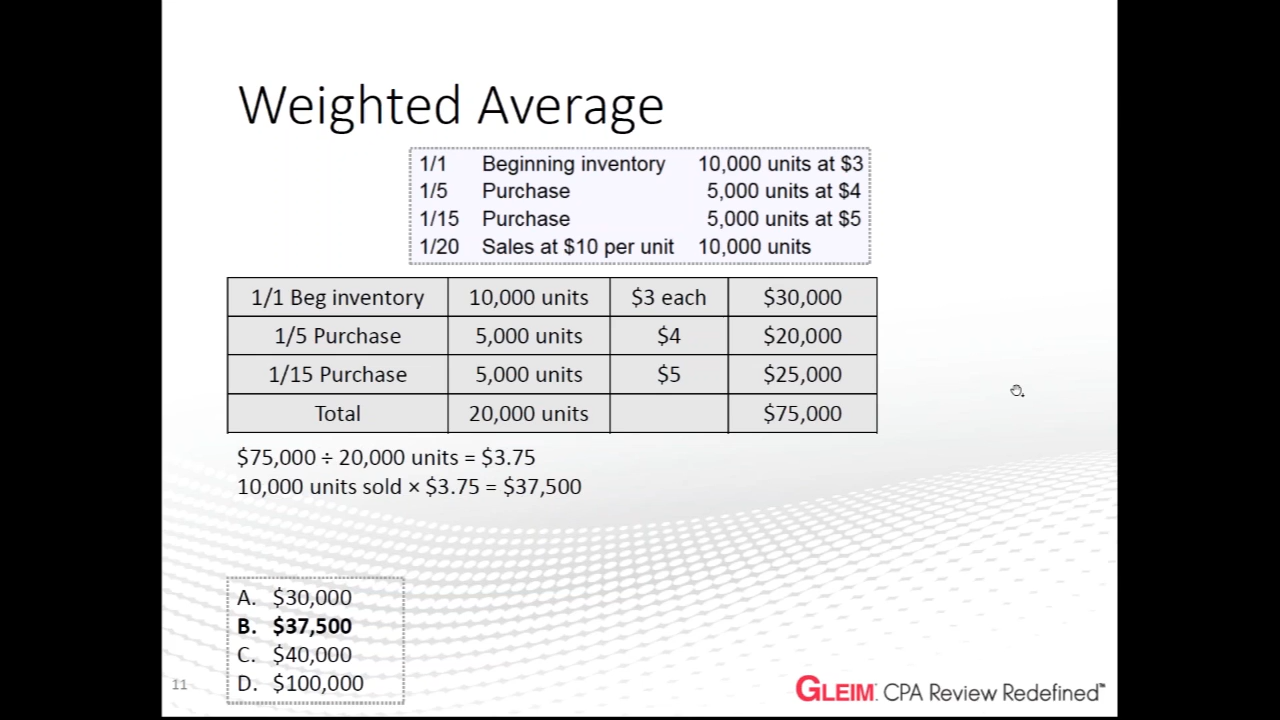 Weighted Average
1/1 Beginning inventory 10,000 units at $3
1/5 Purchase 5,000 units at $4
1/15 Purchase 5,000 units at $5
1/20 Sales at $10 per unit 10,000 units
1/1 Beg inventory 10,000 units $3 each $30,000
1/5 Purchase 5,000 units $4 $20,000
1/15 Purchase 5,000 units $5 $25,000
Total 20,000 units $75,000
$75,000 ÷ 20,000 units = $3.75
10,000 units sold × $3.75 = $37,500
A. $30,000
B. $37,500
C. $40,000
D. $100,000
11
GLEIM CPA Review Redefined™